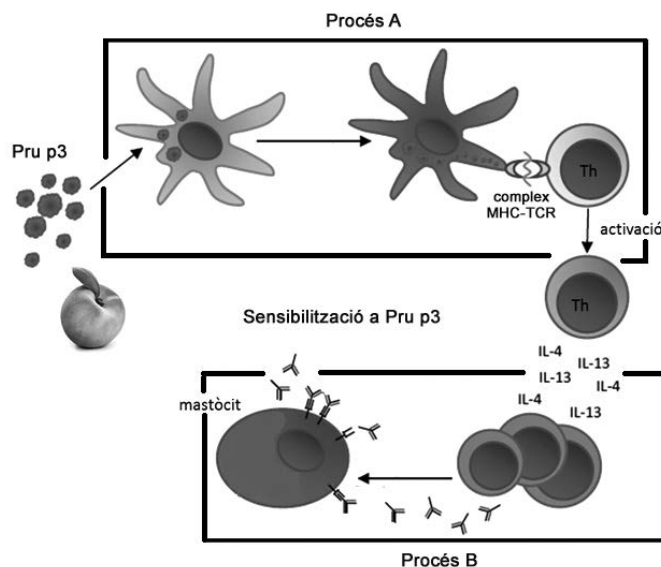 Procés A
Pru p3
Th
complex
MHC-TCR
activació
Th
Sensibilització a Pru p3
IL-4
IL-13
IL-13
IL-4
IL-4
IL-13
mastòcit
Procés B